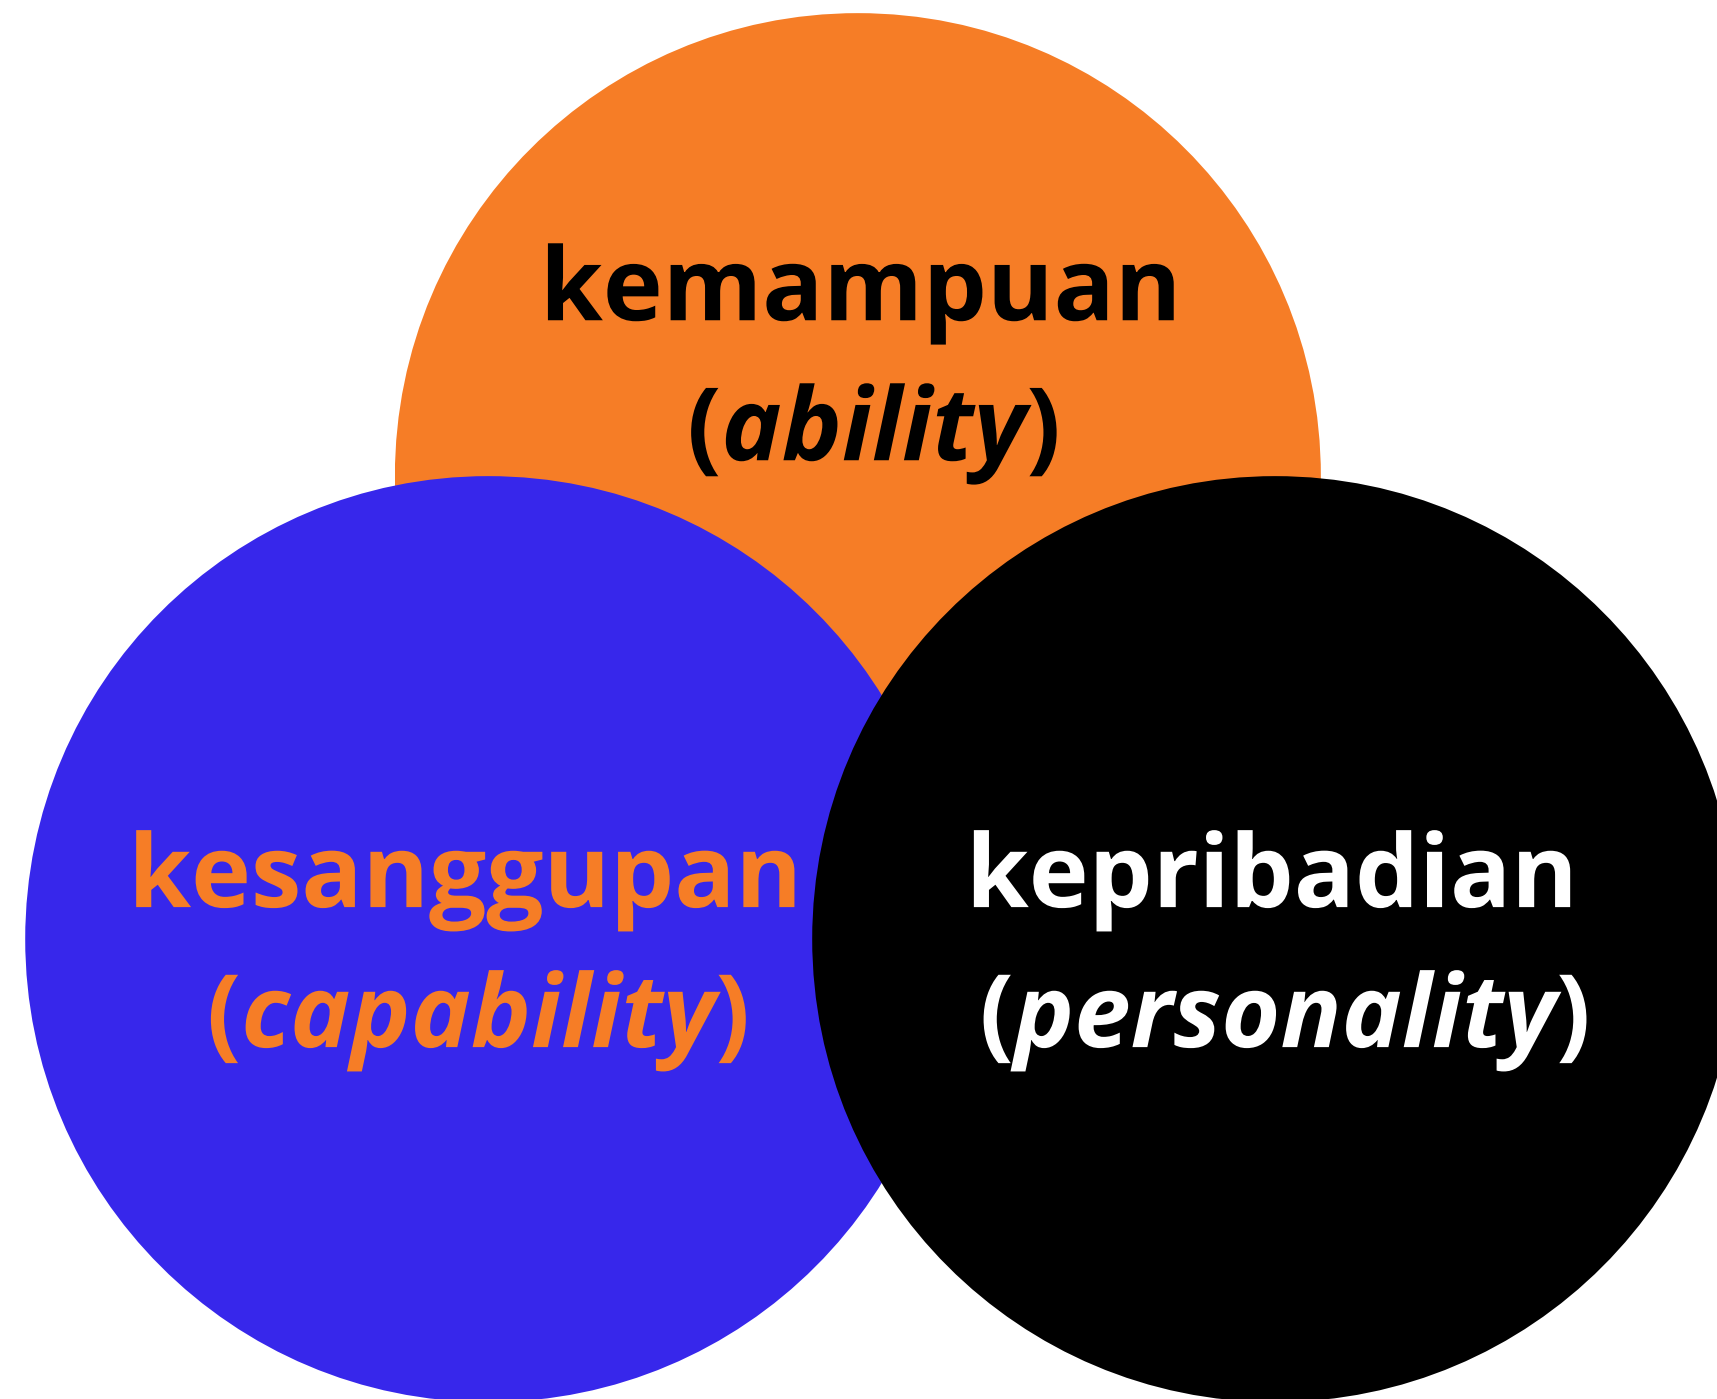 kemampuan
(ability)
kesanggupan
(capability)
kepribadian
(personality)